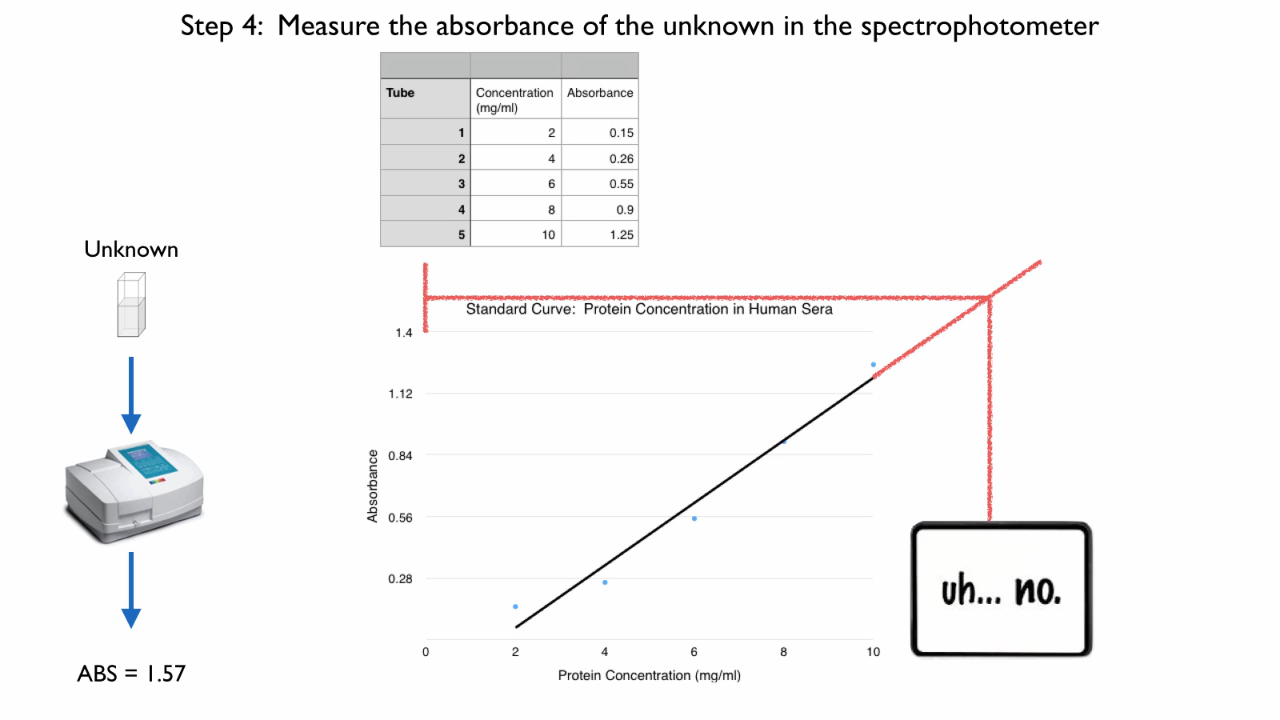 Step 4:  Measure the absorbance of the unknown in the spectrophotometer
Tube Concentration (mg/ml) Absorbance
1 2 0.15
2 4 0.26
3 6 0.55
4 8 0.9
5 10 1.25
Unknown
ABS = 1.57
Standard Curve:  Protein Concentration in Human Sera
1.4
1.12
0.84
0.56
0.28
Absorbance
0 2 4 6 8 10
Protein Concentration (mg/ml)
uh... no.